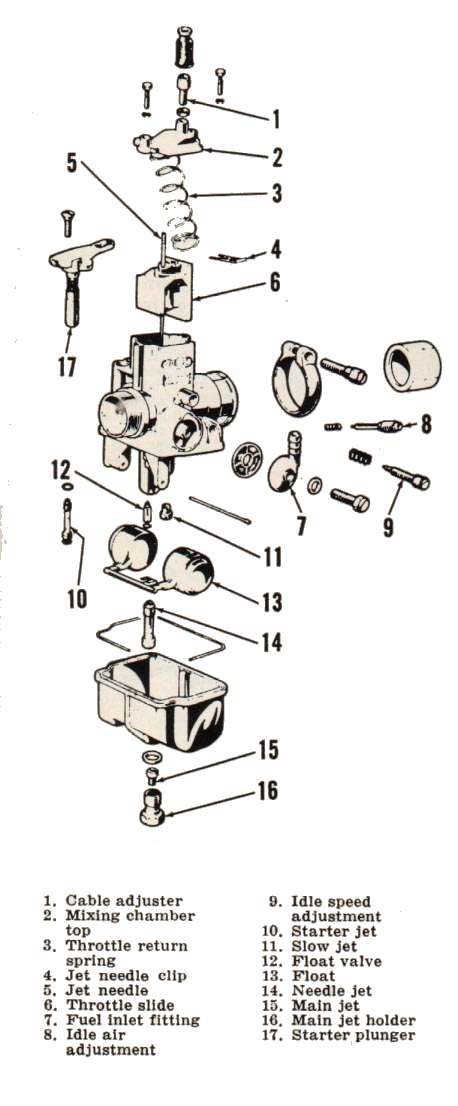 1
2
3
5
4
6
17
8
7
9
12
11
10
13
14
15
16
1. Cable adjuster
2. Mixing chamber
top
3. Throttle return
spring
4. Jet needle clip
5. Jet needle
6. Throttle slide
7. Fuel inlet fitting
8. Idle air
adjustment
9. Idle speed
adjustment
10. Starter jet
11. Slow jet
12. Float valve
13. Float
14. Needle jet
15. Main jet
16. Main jet holder
17. Starter plunger